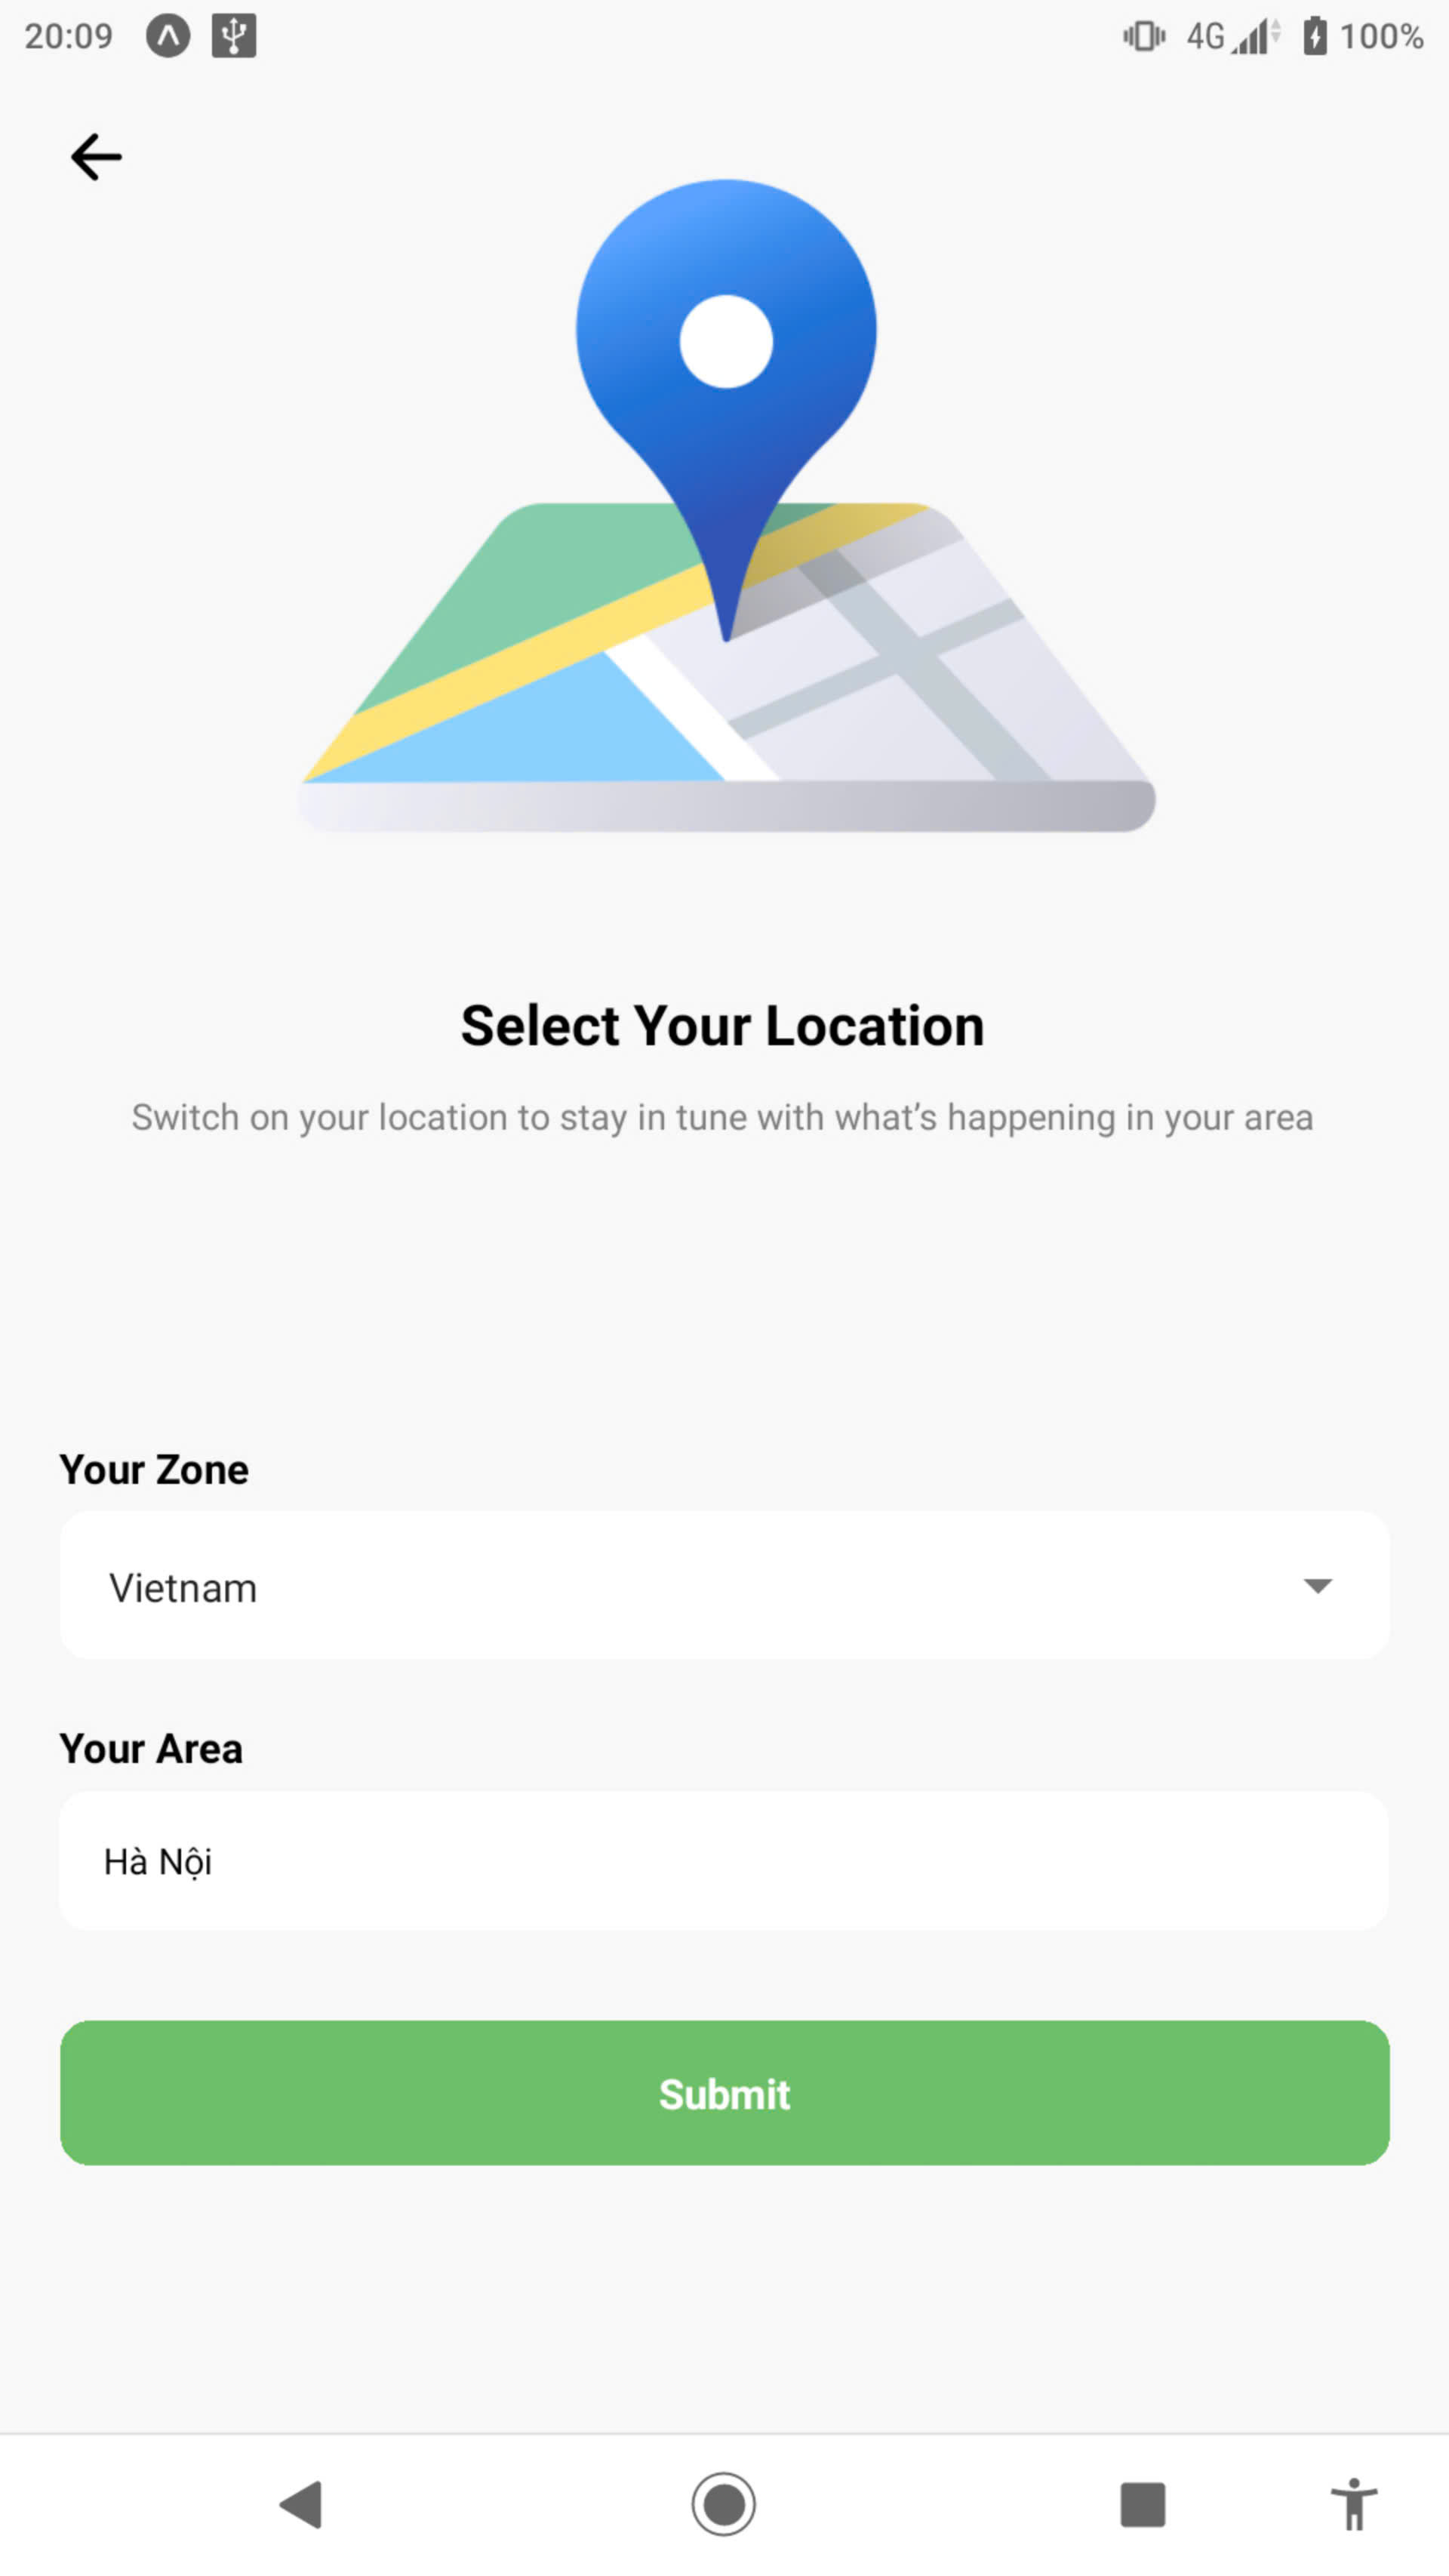 20:09 4G 100%
Select Your Location
Switch on your location to stay in tune with what’s happening in your area
Your Zone
Vietnam
Your Area
Hà Nội
Submit